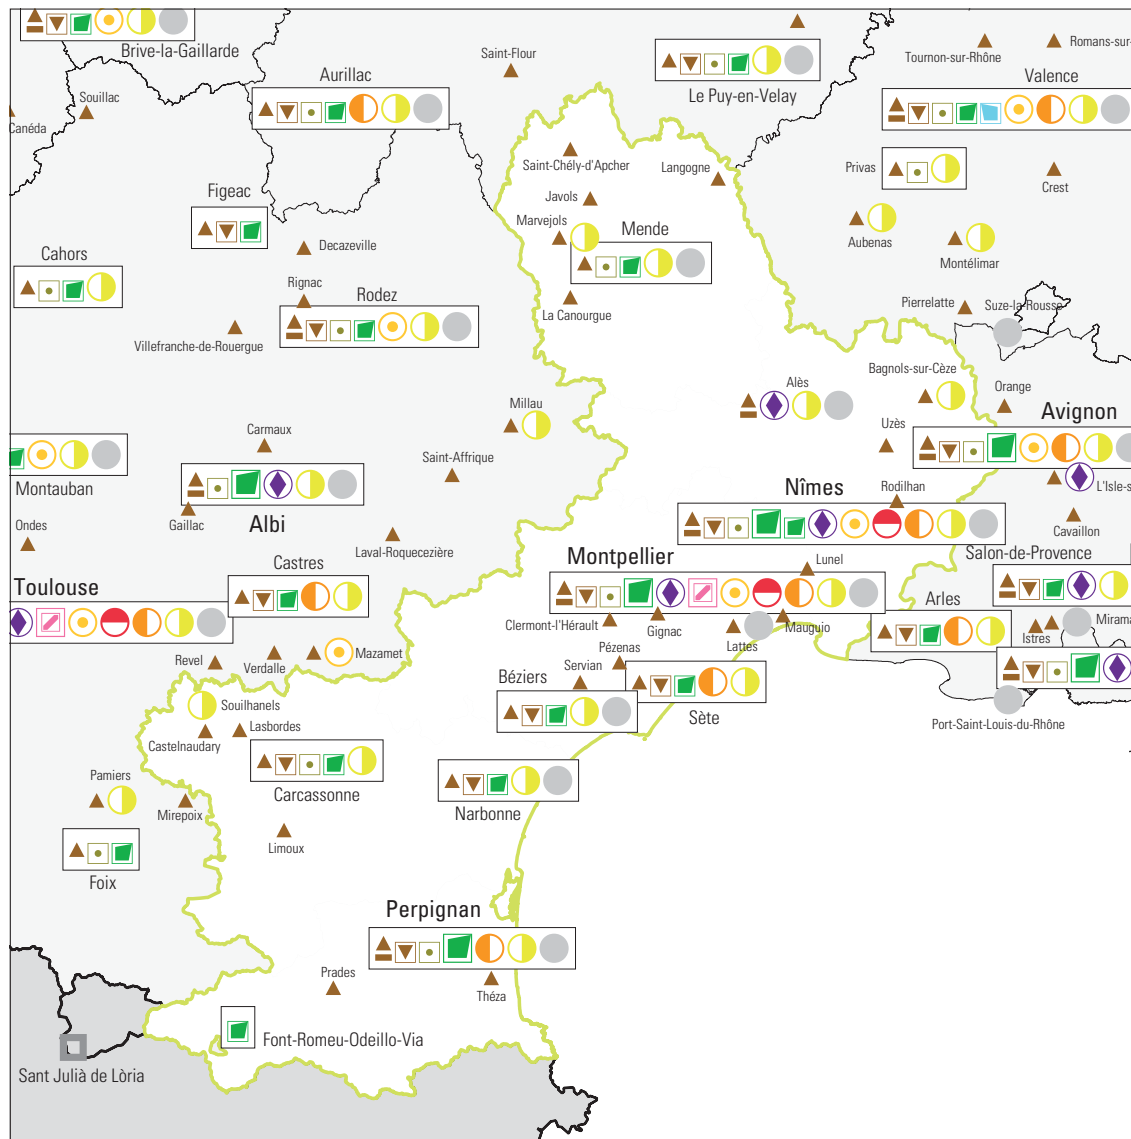 Brive-la-Gaillarde
Saint-Flour
Tournon-sur-Rhône
Romans-sur-
Aurillac
Le Puy-en-Velay
Valence
Souillac
Canéda
Saint-Chély-d'Apcher
Langogne
Privas
Crest
Figeac
Javols
Marvejols
Mende
Aubenas
Montélimar
Decazeville
Cahors
Rignac
Rodez
La Canourgue
Pierrelatte
Suze-la-Rousse
Villefranche-de-Rouergue
Bagnols-sur-Cèze
Alès
Orange
Millau
Avignon
Uzès
Carmaux
Saint-Affrique
Montauban
L'Isle-s
Nîmes
Rodilhan
Gaillac
Albi
Ondes
Cavaillon
Laval-Roquecezière
Castres
Montpellier
Lunel
Salon-de-Provence
Toulouse
Arles
Clermont-l'Hérault
Gignac
Lattes
Mauguio
Istres
Mirama
Revel
Verdalle
Mazamet
Pézenas
Servian
Béziers
Sète
Souilhanels
Port-Saint-Louis-du-Rhône
Lasbordes
Castelnaudary
Pamiers
Mirepoix
Carcassonne
Narbonne
Limoux
Foix
Perpignan
Prades
Théza
Font-Romeu-Odeillo-Via
Sant Julià de Lòria